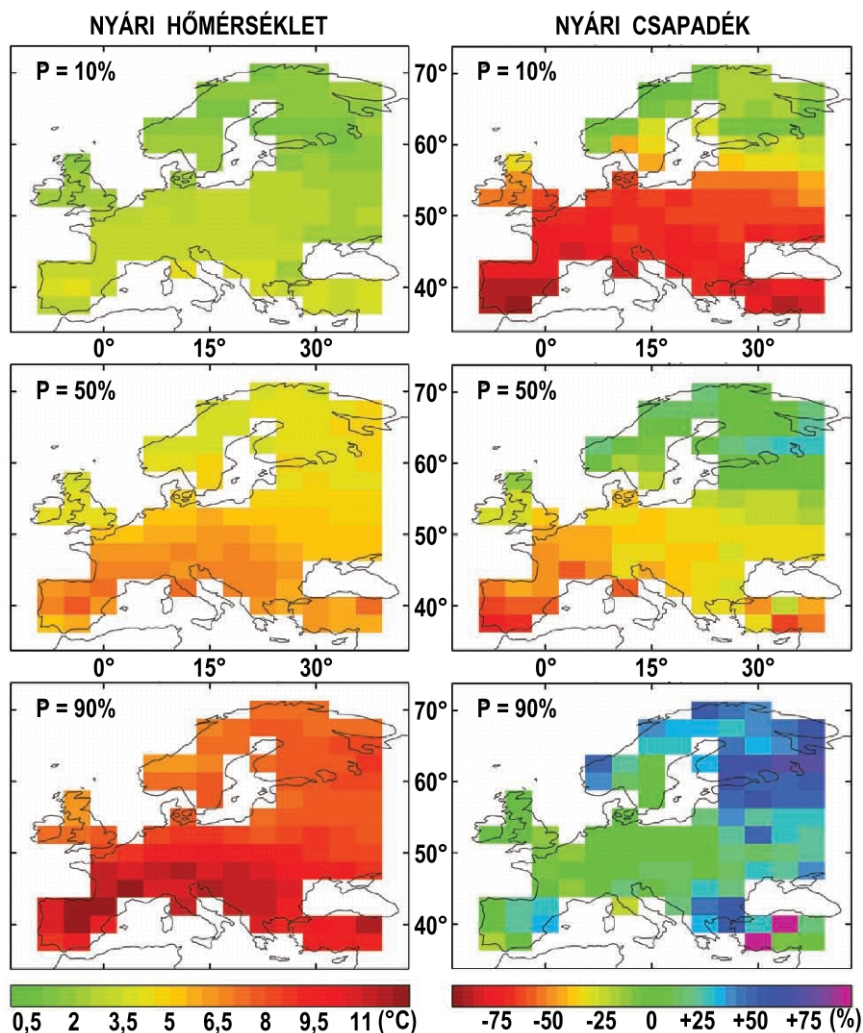 NYÁRI HŐMÉRSÉKLET
NYÁRI CSAPADÉK
P = 10%
70°
P = 10%
60°
50°
40°
0° 15° 30°
0° 15° 30°
P = 50%
70°
P = 50%
60°
50°
40°
0° 15° 30°
0° 15° 30°
P = 90%
70°
P = 90%
60°
50°
40°
0,5 2 3,5 5 6,5 8 9,5 11 (°C)
-75 -50 -25 0 +25 +50 +75 (%)